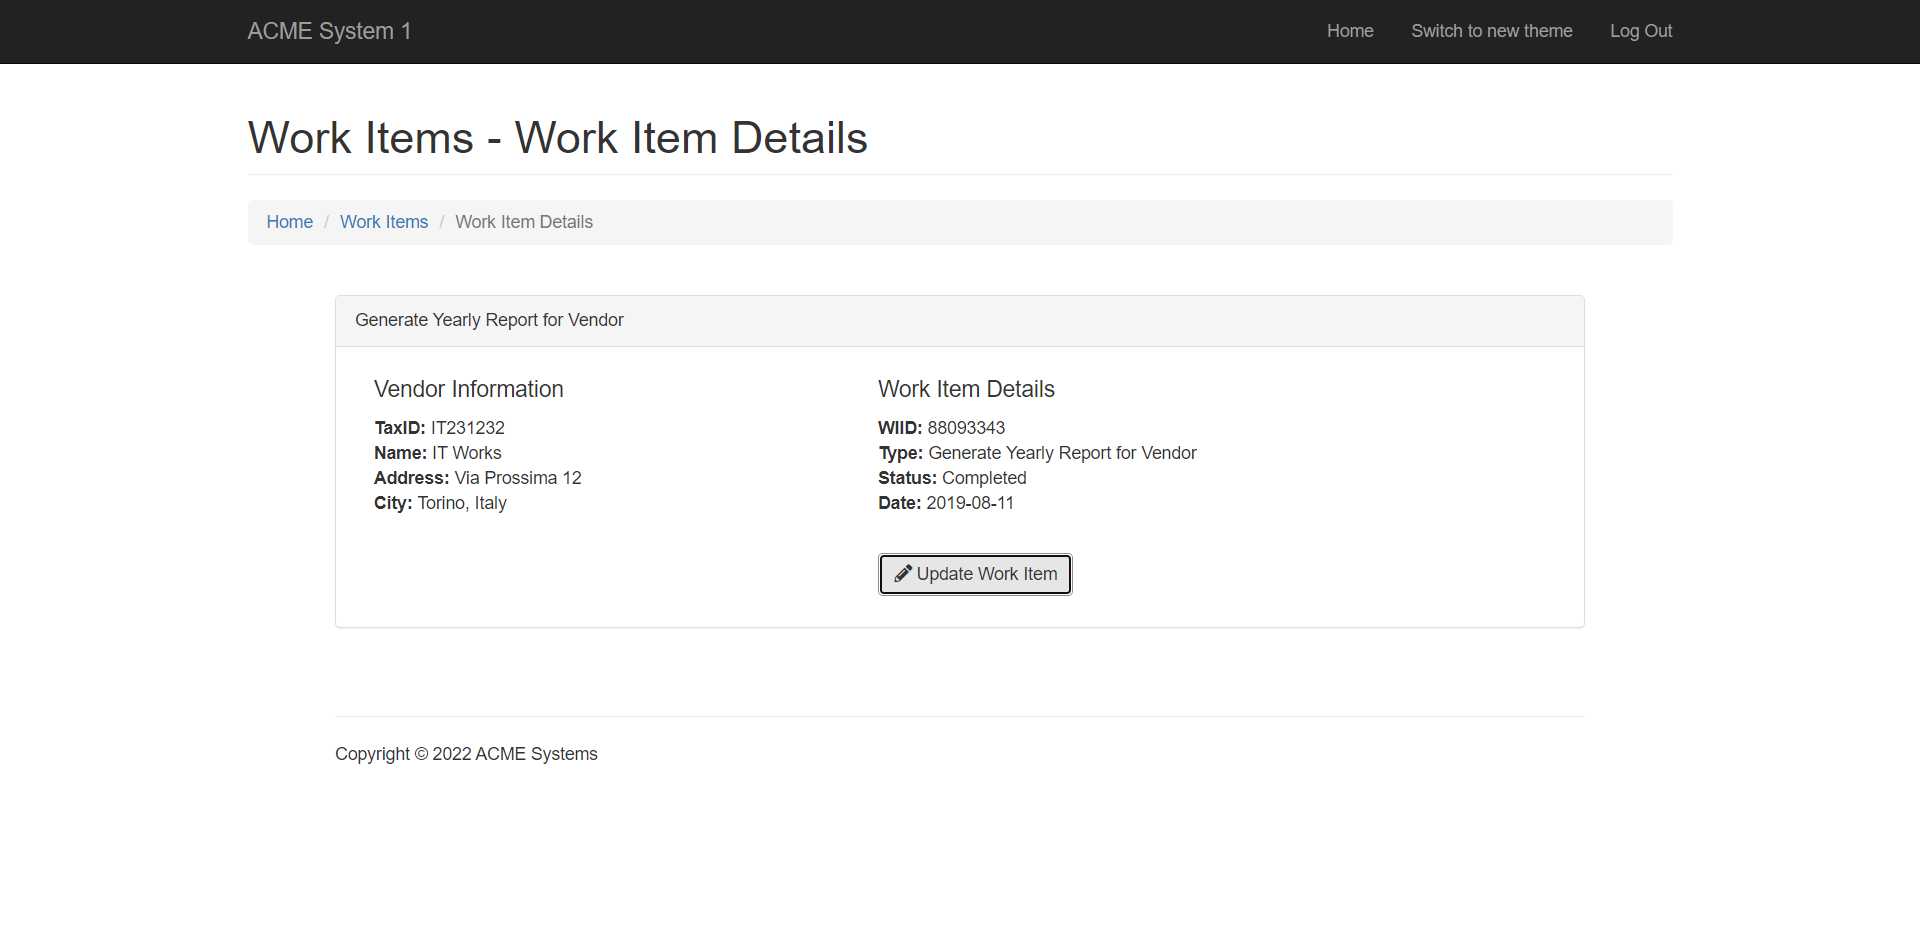 ACME System 1
Home
Switch to new theme
Log Out
Work Items - Work Item Details
Home / Work Items / Work Item Details
Generate Yearly Report for Vendor
Vendor Information
TaxID: IT231232
Name: IT Works
Address: Via Prossima 12
City: Torino, Italy
Work Item Details
WIID: 88093343
Type: Generate Yearly Report for Vendor
Status: Completed
Date: 2019-08-11
Update Work Item
Copyright © 2022 ACME Systems